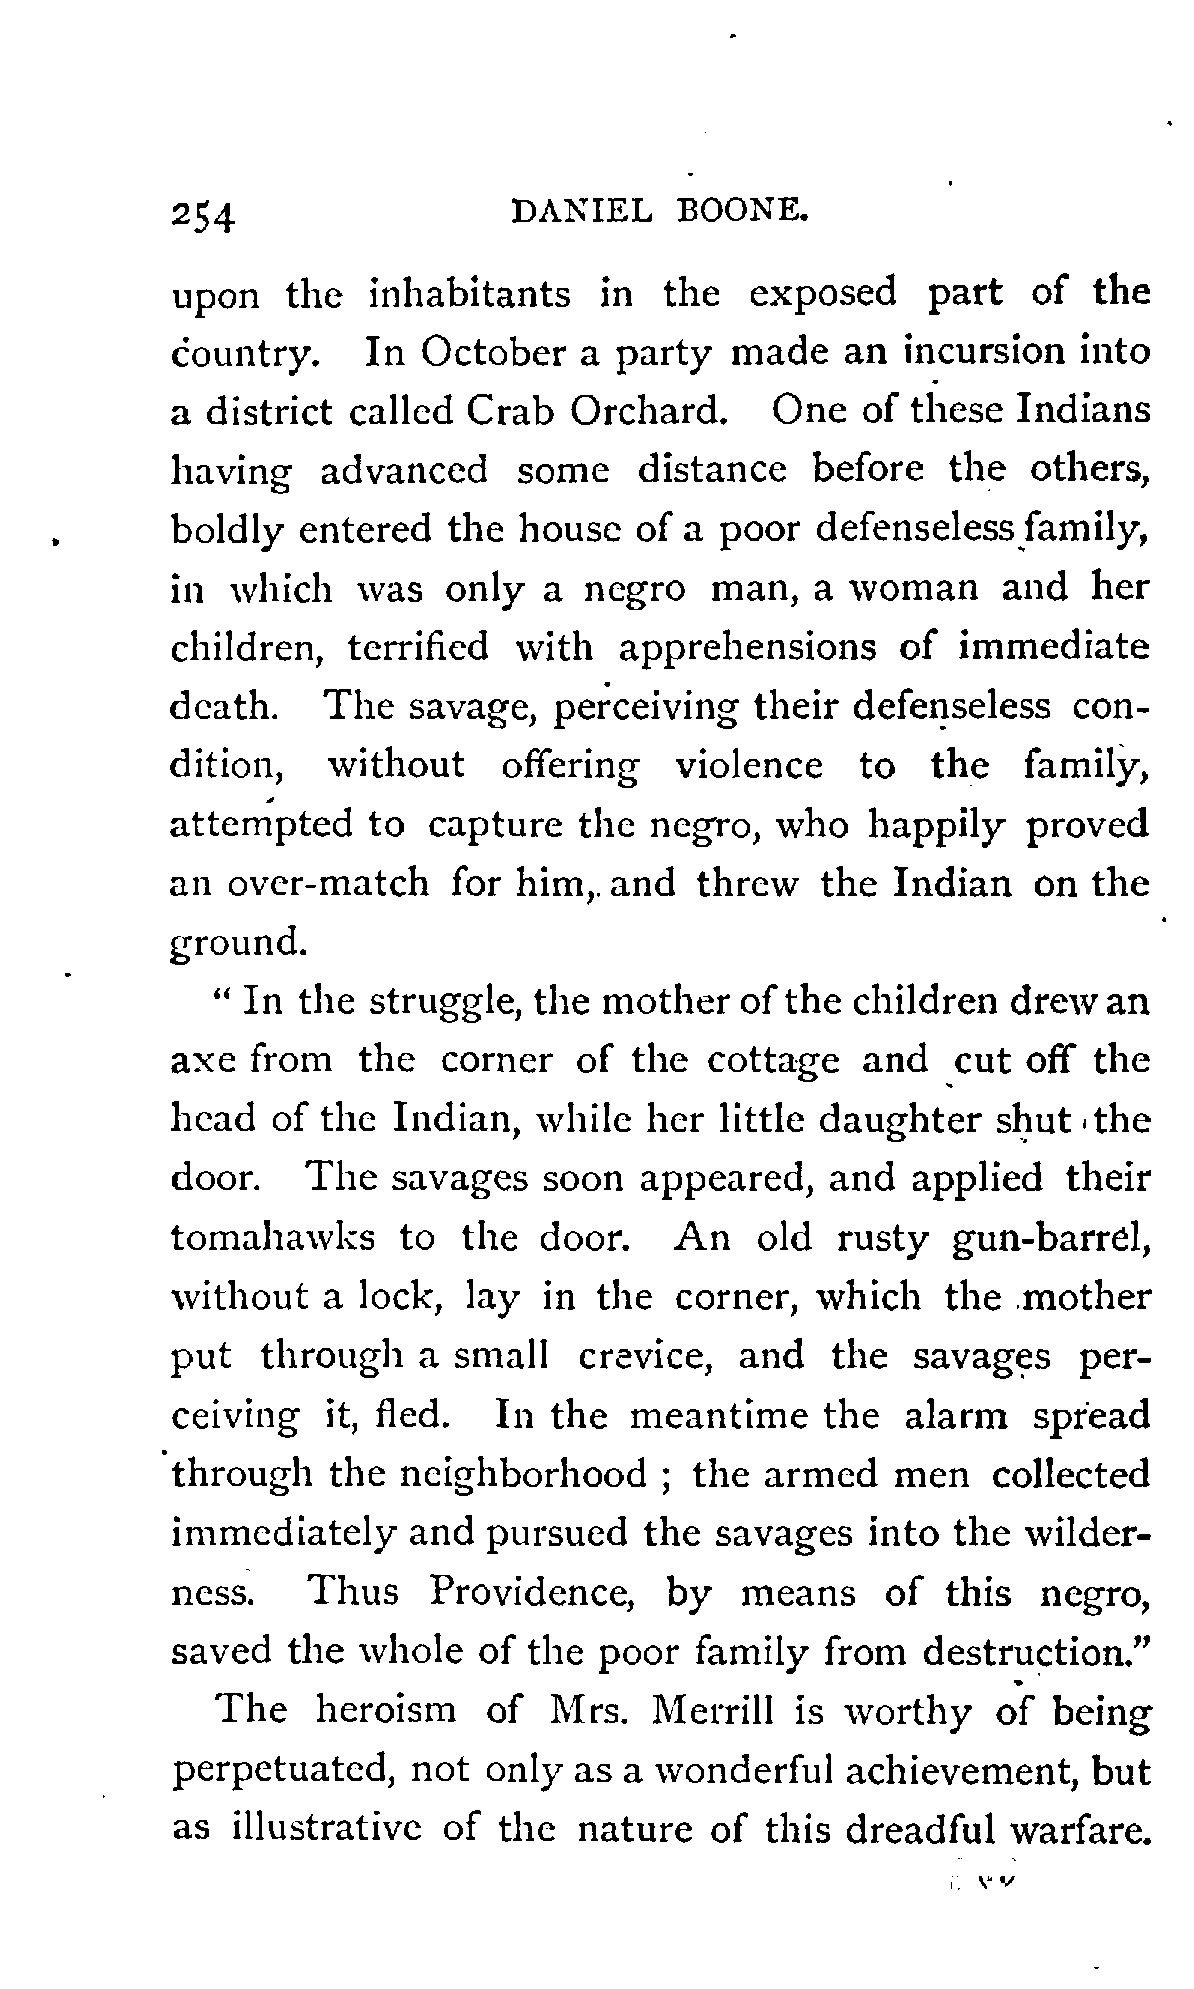 254 DANIEL BOONE.
upon the inhabitants in the exposed part of the
country. In October a party made an incursion into
a district called Crab Orchard. One of these Indians
having advanced some distance before the others,
boldly entered the house of a poor defenseless family,
in which was only a negro man, a woman and her
children, terrified with apprehensions of immediate
death. The savage, perceiving their defenseless con-
dition, without offering violence to the family,
attempted to capture the negro, who happily proved
an over-match for him, and threw the Indian on the
ground.
" In the struggle, the mother of the children drew an
axe from the corner of the cottage and cut off the
head of the Indian, while her little daughter shut the
door. The savages soon appeared, and applied their
tomahawks to the door. An old rusty gun-barrel,
without a lock, lay in the corner, which the mother
put through a small crevice, and the savages per-
ceiving it, fled. In the meantime the alarm spread
through the neighborhood ; the armed men collected
immediately and pursued the savages into the wilder-
ness. Thus Providence, by means of this negro,
saved the whole of the poor family from destruction."
The heroism of Mrs. Merrill is worthy of being
perpetuated, not only as a wonderful achievement, but
as illustrative of the nature of this dreadful warfare.